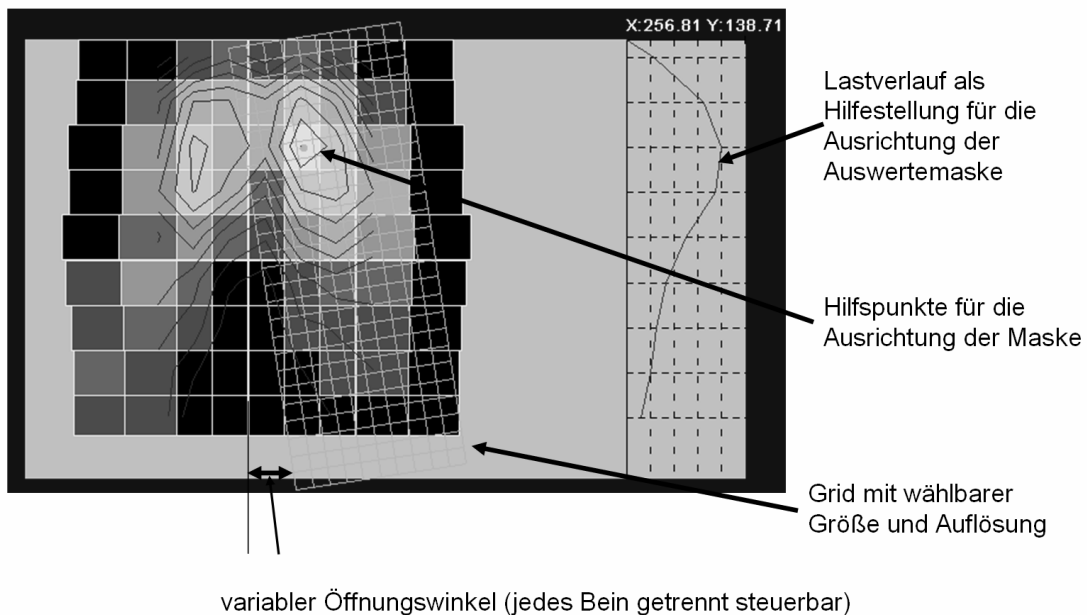 X:256.81 Y:138.71
Lastverlauf als
Hilfestellung für die
Ausrichtung der
Auswertemaske
Hilfspunkte für die
Ausrichtung der Maske
Grid mit wählbarer
Größe und Auflösung
variabler Öffnungswinkel (jedes Bein getrennt steuerbar)